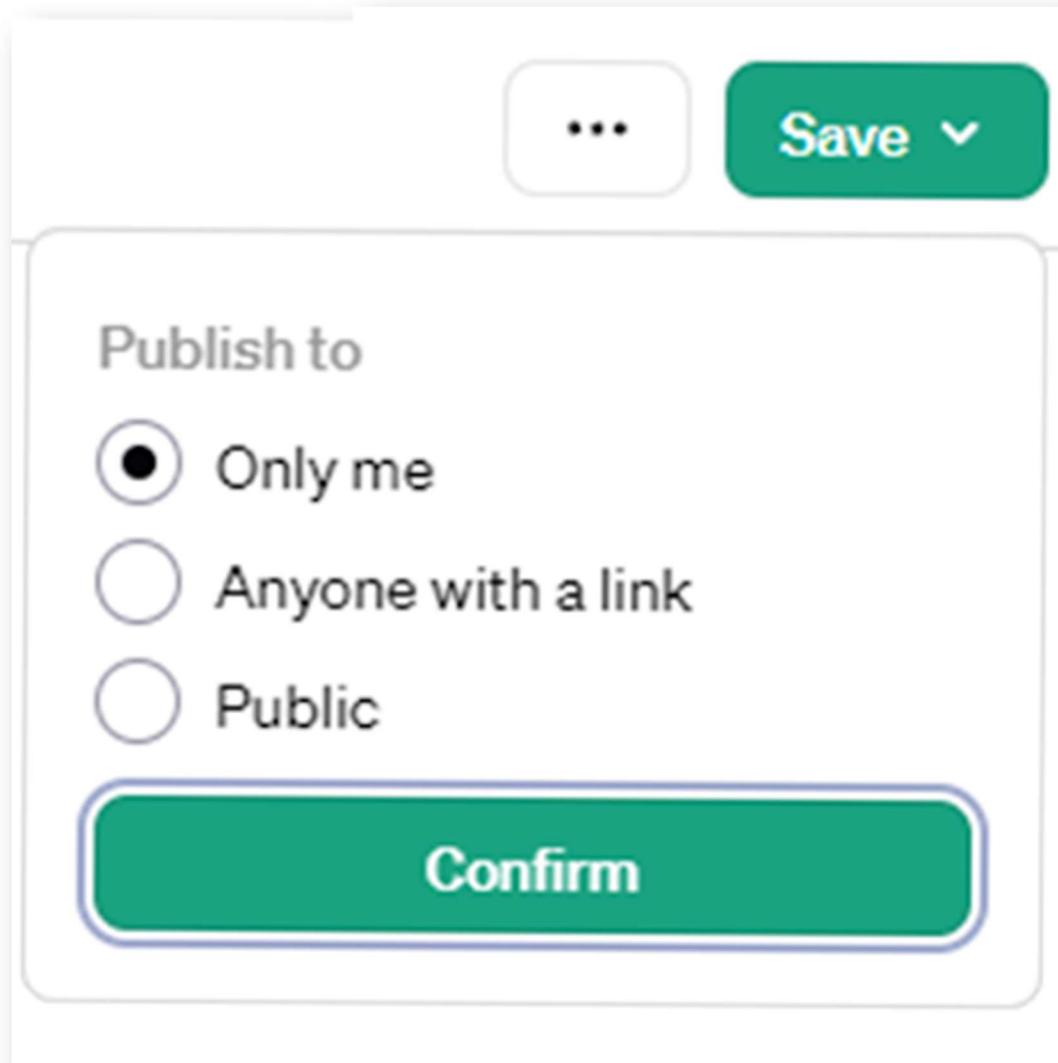 ...
Save
Publish to
Only me
Anyone with a link
Public
Confirm